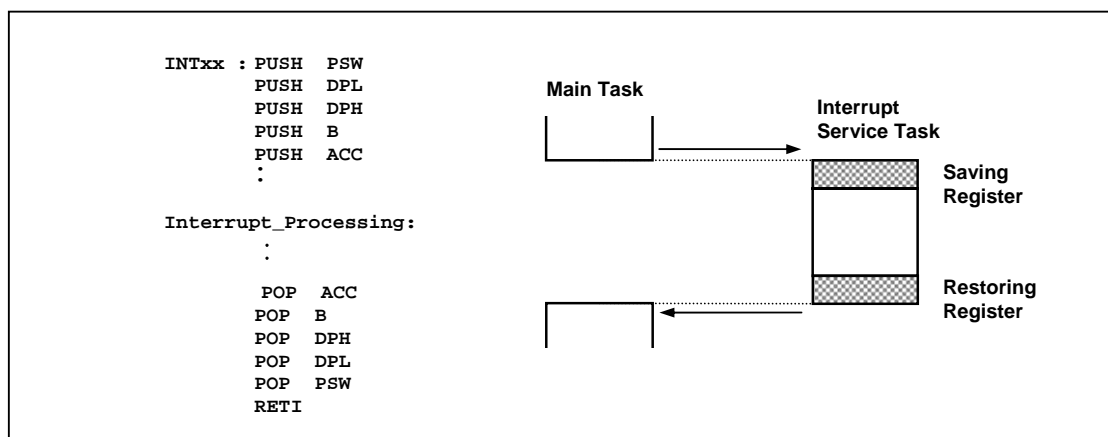 INTxx : PUSH PSW
PUSH DPL
PUSH DPH
PUSH B
PUSH ACC
:
Interrupt_Processing:
:
POP ACC
POP B
POP DPH
POP DPL
POP PSW
RETI
Main Task
Interrupt
Service Task
Saving
Register
Restoring
Register